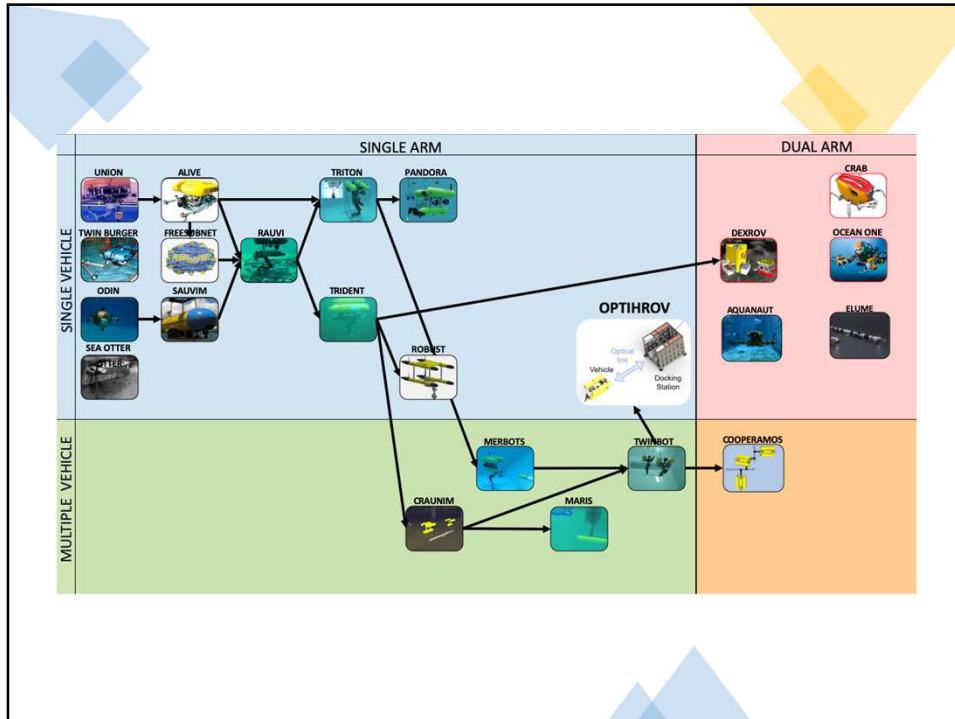 SINGLE ARM
DUAL ARM
SINGLE VEHICLE
UNION
ALIVE
TRITON
PANDORA
CRAB
TWIN BURGER
FREESUBNET
RAUVI
DEXROV
OCEAN ONE
ODIN
SAUVIM
TRIDENT
OPTIHROV
AQUANAUT
ELUME
SEA OTTER
ROBUST
Optical
link
Vehicle
Docking
Station
MULTIPLE VEHICLE
MERBOTS
TWINBOT
COOPERAMOS
CRAUNIM
MARIS